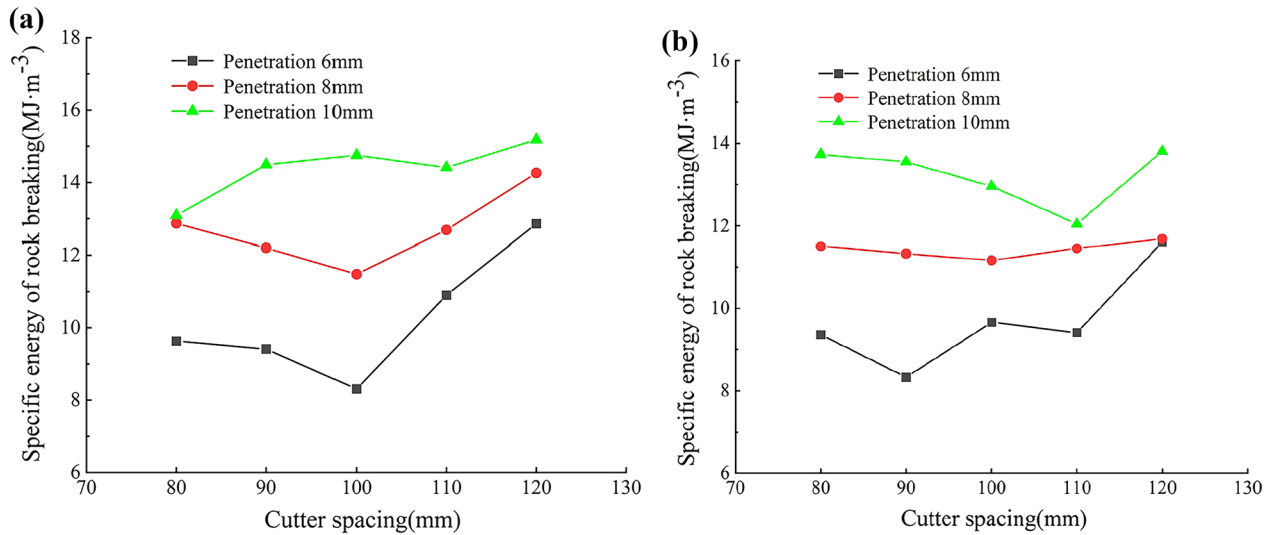 (a)
Specific energy of rock breaking(MJ·m⁻³)
18
16
14
12
10
8
6
Penetration 6mm
Penetration 8mm
Penetration 10mm
70
80
90
100
110
120
130
Cutter spacing(mm)
(b)
Specific energy of rock breaking(MJ·m⁻³)
16
14
12
10
8
6
Penetration 6mm
Penetration 8mm
Penetration 10mm
70
80
90
100
110
120
130
Cutter spacing(mm)